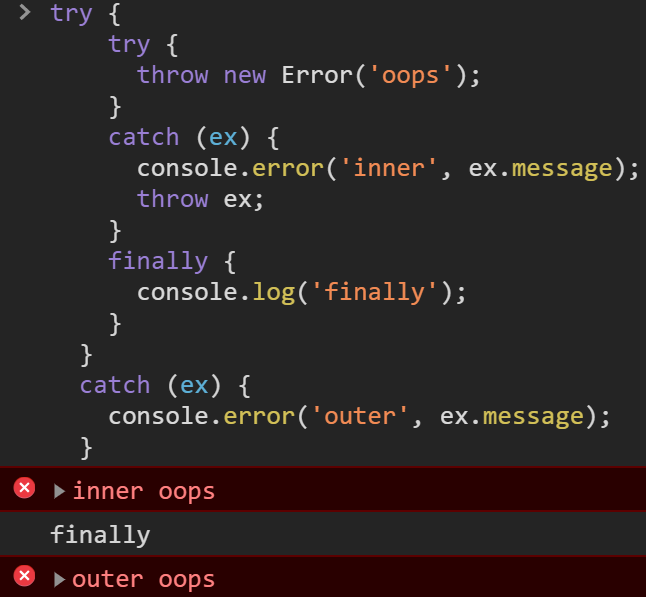 > try {
try {
throw new Error('oops');
}
catch (ex) {
console.error('inner', ex.message);
throw ex;
}
finally {
console.log('finally');
}
}
catch (ex) {
console.error('outer', ex.message);
}
inner oops
finally
outer oops